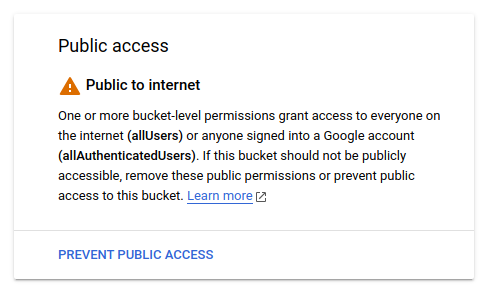 Public access
Public to internet
One or more bucket-level permissions grant access to everyone on
the internet (allUsers) or anyone signed into a Google account
(allAuthenticatedUsers). If this bucket should not be publicly
accessible, remove these public permissions or prevent public
access to this bucket. Learn more
PREVENT PUBLIC ACCESS